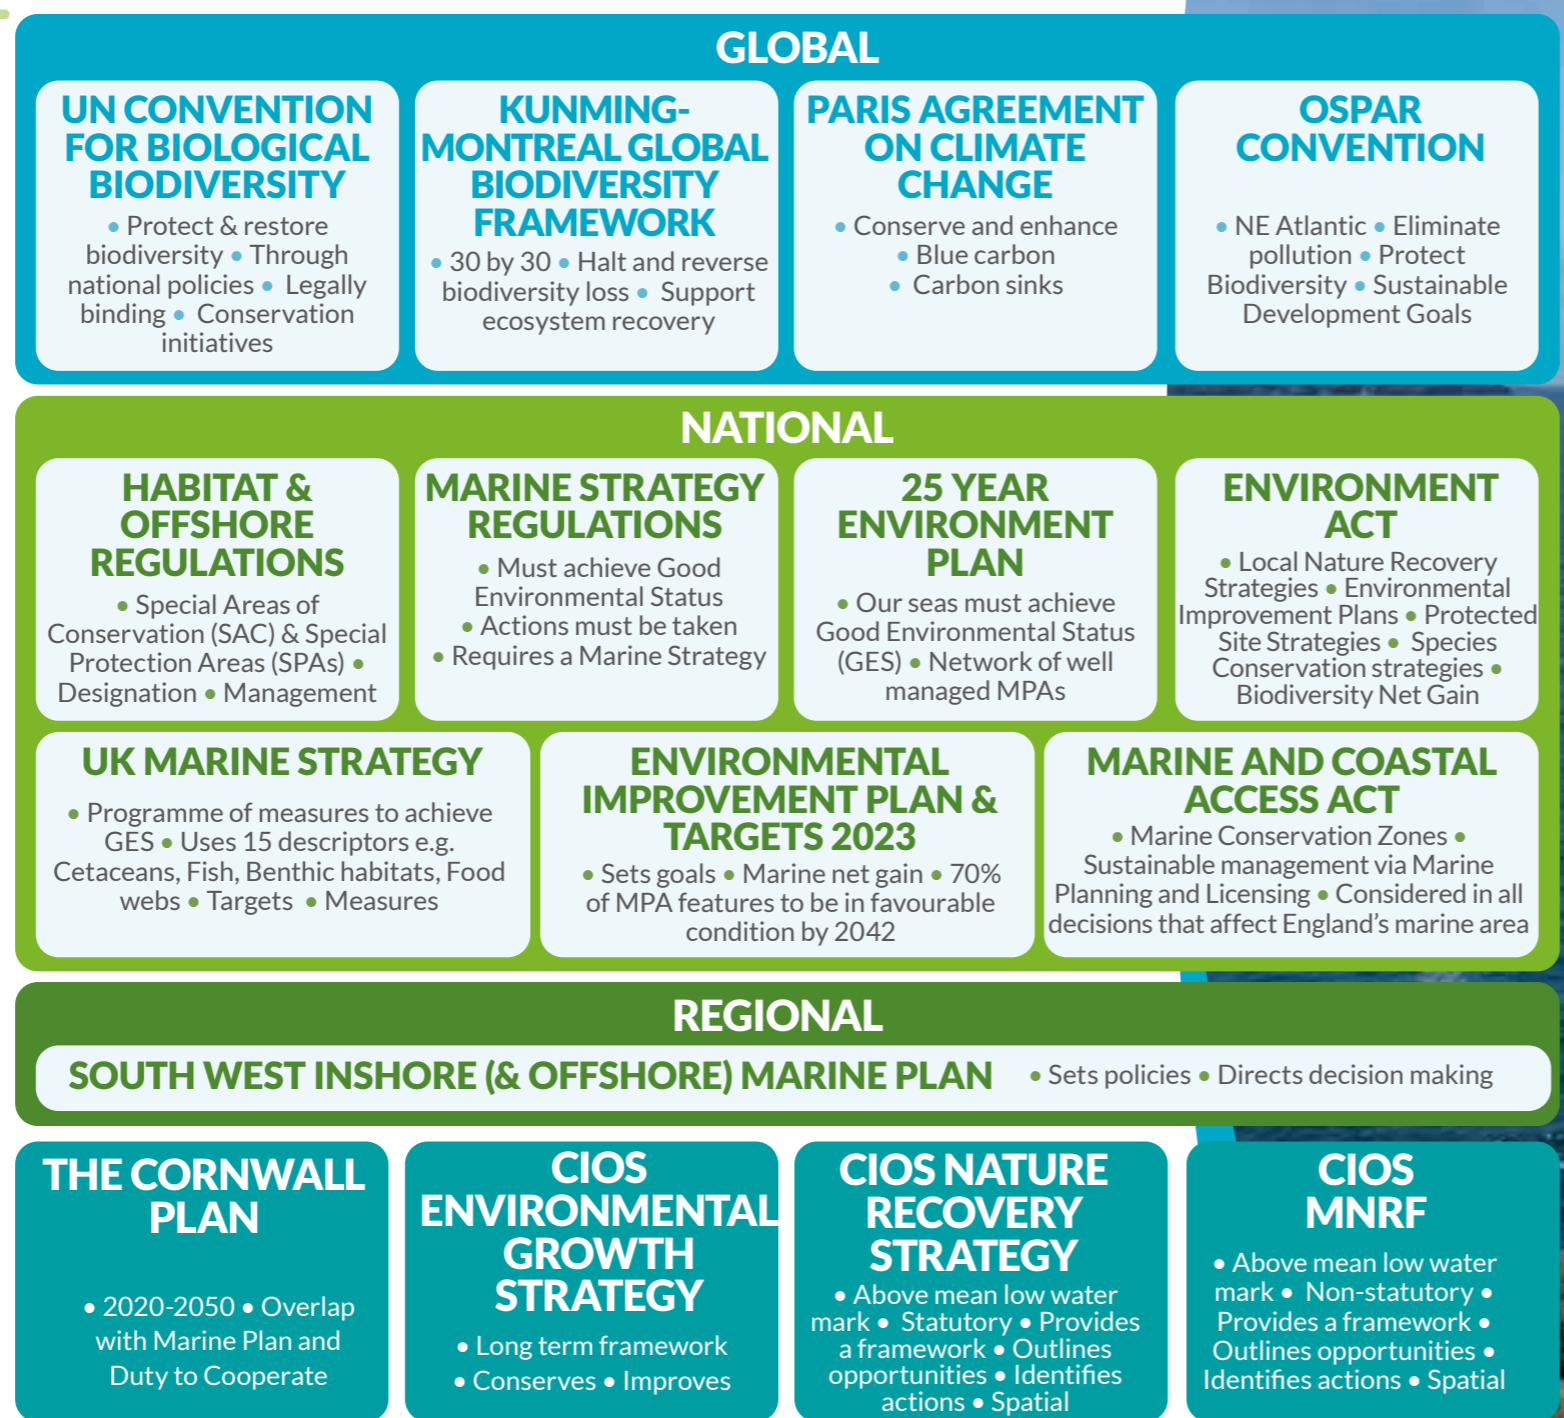 GLOBAL
UN CONVENTION
FOR BIOLOGICAL
BIODIVERSITY
• Protect & restore
biodiversity • Through
national policies • Legally
binding • Conservation
initiatives
KUNMING-
MONTREAL GLOBAL
BIODIVERSITY
FRAMEWORK
• 30 by 30 • Halt and reverse
biodiversity loss • Support
ecosystem recovery
PARIS AGREEMENT
ON CLIMATE
CHANGE
• Conserve and enhance
• Blue carbon
• Carbon sinks
OSPAR
CONVENTION
• NE Atlantic • Eliminate
pollution • Protect
Biodiversity • Sustainable
Development Goals
NATIONAL
HABITAT &
OFFSHORE
REGULATIONS
• Special Areas of
Conservation (SAC) & Special
Protection Areas (SPAs) •
Designation • Management
MARINE STRATEGY
REGULATIONS
• Must achieve Good
Environmental Status
• Actions must be taken
• Requires a Marine Strategy
25 YEAR
ENVIRONMENT
PLAN
• Our seas must achieve
Good Environmental Status
(GES) • Network of well
managed MPAs
ENVIRONMENT
ACT
• Local Nature Recovery
Strategies • Environmental
Improvement Plans • Protected
Site Strategies • Species
Conservation strategies •
Biodiversity Net Gain
UK MARINE STRATEGY
• Programme of measures to achieve
GES • Uses 15 descriptors e.g.
Cetaceans, Fish, Benthic habitats, Food
webs • Targets • Measures
ENVIRONMENTAL
IMPROVEMENT PLAN &
TARGETS 2023
• Sets goals • Marine net gain • 70%
of MPA features to be in favourable
condition by 2042
MARINE AND COASTAL
ACCESS ACT
• Marine Conservation Zones •
Sustainable management via Marine
Planning and Licensing • Considered in all
decisions that affect England's marine area
REGIONAL
SOUTH WEST INSHORE (& OFFSHORE) MARINE PLAN • Sets policies • Directs decision making
THE CORNWALL
PLAN
• 2020-2050 • Overlap
with Marine Plan and
Duty to Cooperate
CIOS
ENVIRONMENTAL
GROWTH
STRATEGY
• Long term framework
• Conserves • Improves
CIOS NATURE
RECOVERY
STRATEGY
• Above mean low water
mark • Statutory • Provides
a framework • Outlines
opportunities • Identifies
actions • Spatial
CIOS
MNRF
• Above mean low water
mark • Non-statutory •
Provides a framework •
Outlines opportunities •
Identifies actions • Spatial